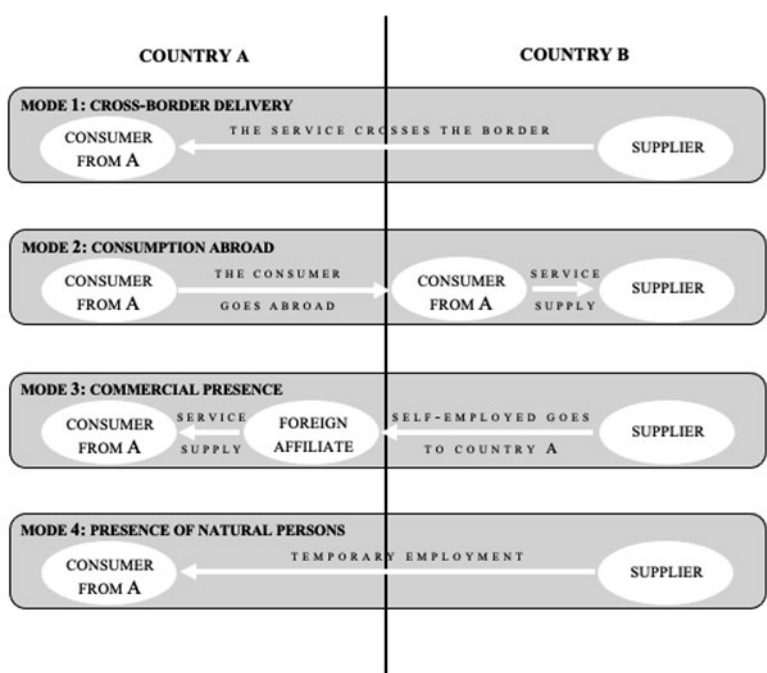 COUNTRY A
COUNTRY B
MODE 1: CROSS-BORDER DELIVERY
CONSUMER
FROM A
THE SERVICE CROSSES THE BORDER
SUPPLIER
MODE 2: CONSUMPTION ABROAD
CONSUMER
FROM A
THE CONSUMER
GOES ABROAD
CONSUMER
FROM A
SERVICE
SUPPLY
SUPPLIER
MODE 3: COMMERCIAL PRESENCE
CONSUMER
FROM A
SERVICE
SUPPLY
FOREIGN
AFFILIATE
SELF-EMPLOYED GOES
TO COUNTRY A
SUPPLIER
MODE 4: PRESENCE OF NATURAL PERSONS
CONSUMER
FROM A
TEMPORARY EMPLOYMENT
SUPPLIER